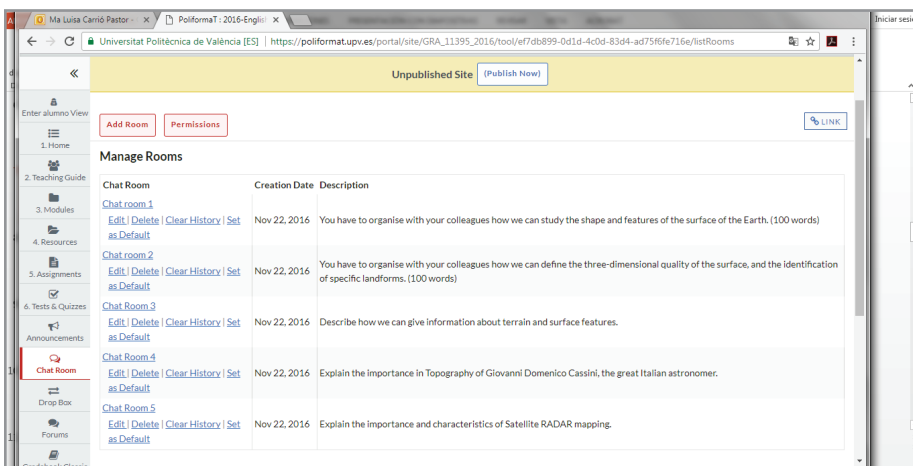 Ma Luisa Carrió Pastor -
PoliformaT : 2016-Englis
Iniciar sesi
Universitat Politècnica de València [ES]
https://poliformat.upv.es/portal/site/GRA_11395_2016/tool/ef7db899-0d1d-4c0d-83d4-ad75f6fe716e/listRooms
Unpublished Site (Publish Now)
Enter alumno View
1. Home
2. Teaching Guide
3. Modules
4. Resources
5. Assignments
6. Tests & Quizzes
Announcements
Chat Room
Drop Box
Forums
Gradebook Classic
Add Room
Permissions
LINK
Manage Rooms
Chat Room Creation Date Description
Chat room 1
Edit | Delete | Clear History | Set
as Default
Nov 22, 2016
You have to organise with your colleagues how we can study the shape and features of the surface of the Earth. (100 words)
Chat room 2
Edit | Delete | Clear History | Set
as Default
Nov 22, 2016
You have to organise with your colleagues how we can define the three-dimensional quality of the surface, and the identification
of specific landforms. (100 words)
Chat Room 3
Edit | Delete | Clear History | Set
as Default
Nov 22, 2016
Describe how we can give information about terrain and surface features.
Chat Room 4
Edit | Delete | Clear History | Set
as Default
Nov 22, 2016
Explain the importance in Topography of Giovanni Domenico Cassini, the great Italian astronomer.
Chat Room 5
Edit | Delete | Clear History | Set
as Default
Nov 22, 2016
Explain the importance and characteristics of Satellite RADAR mapping.